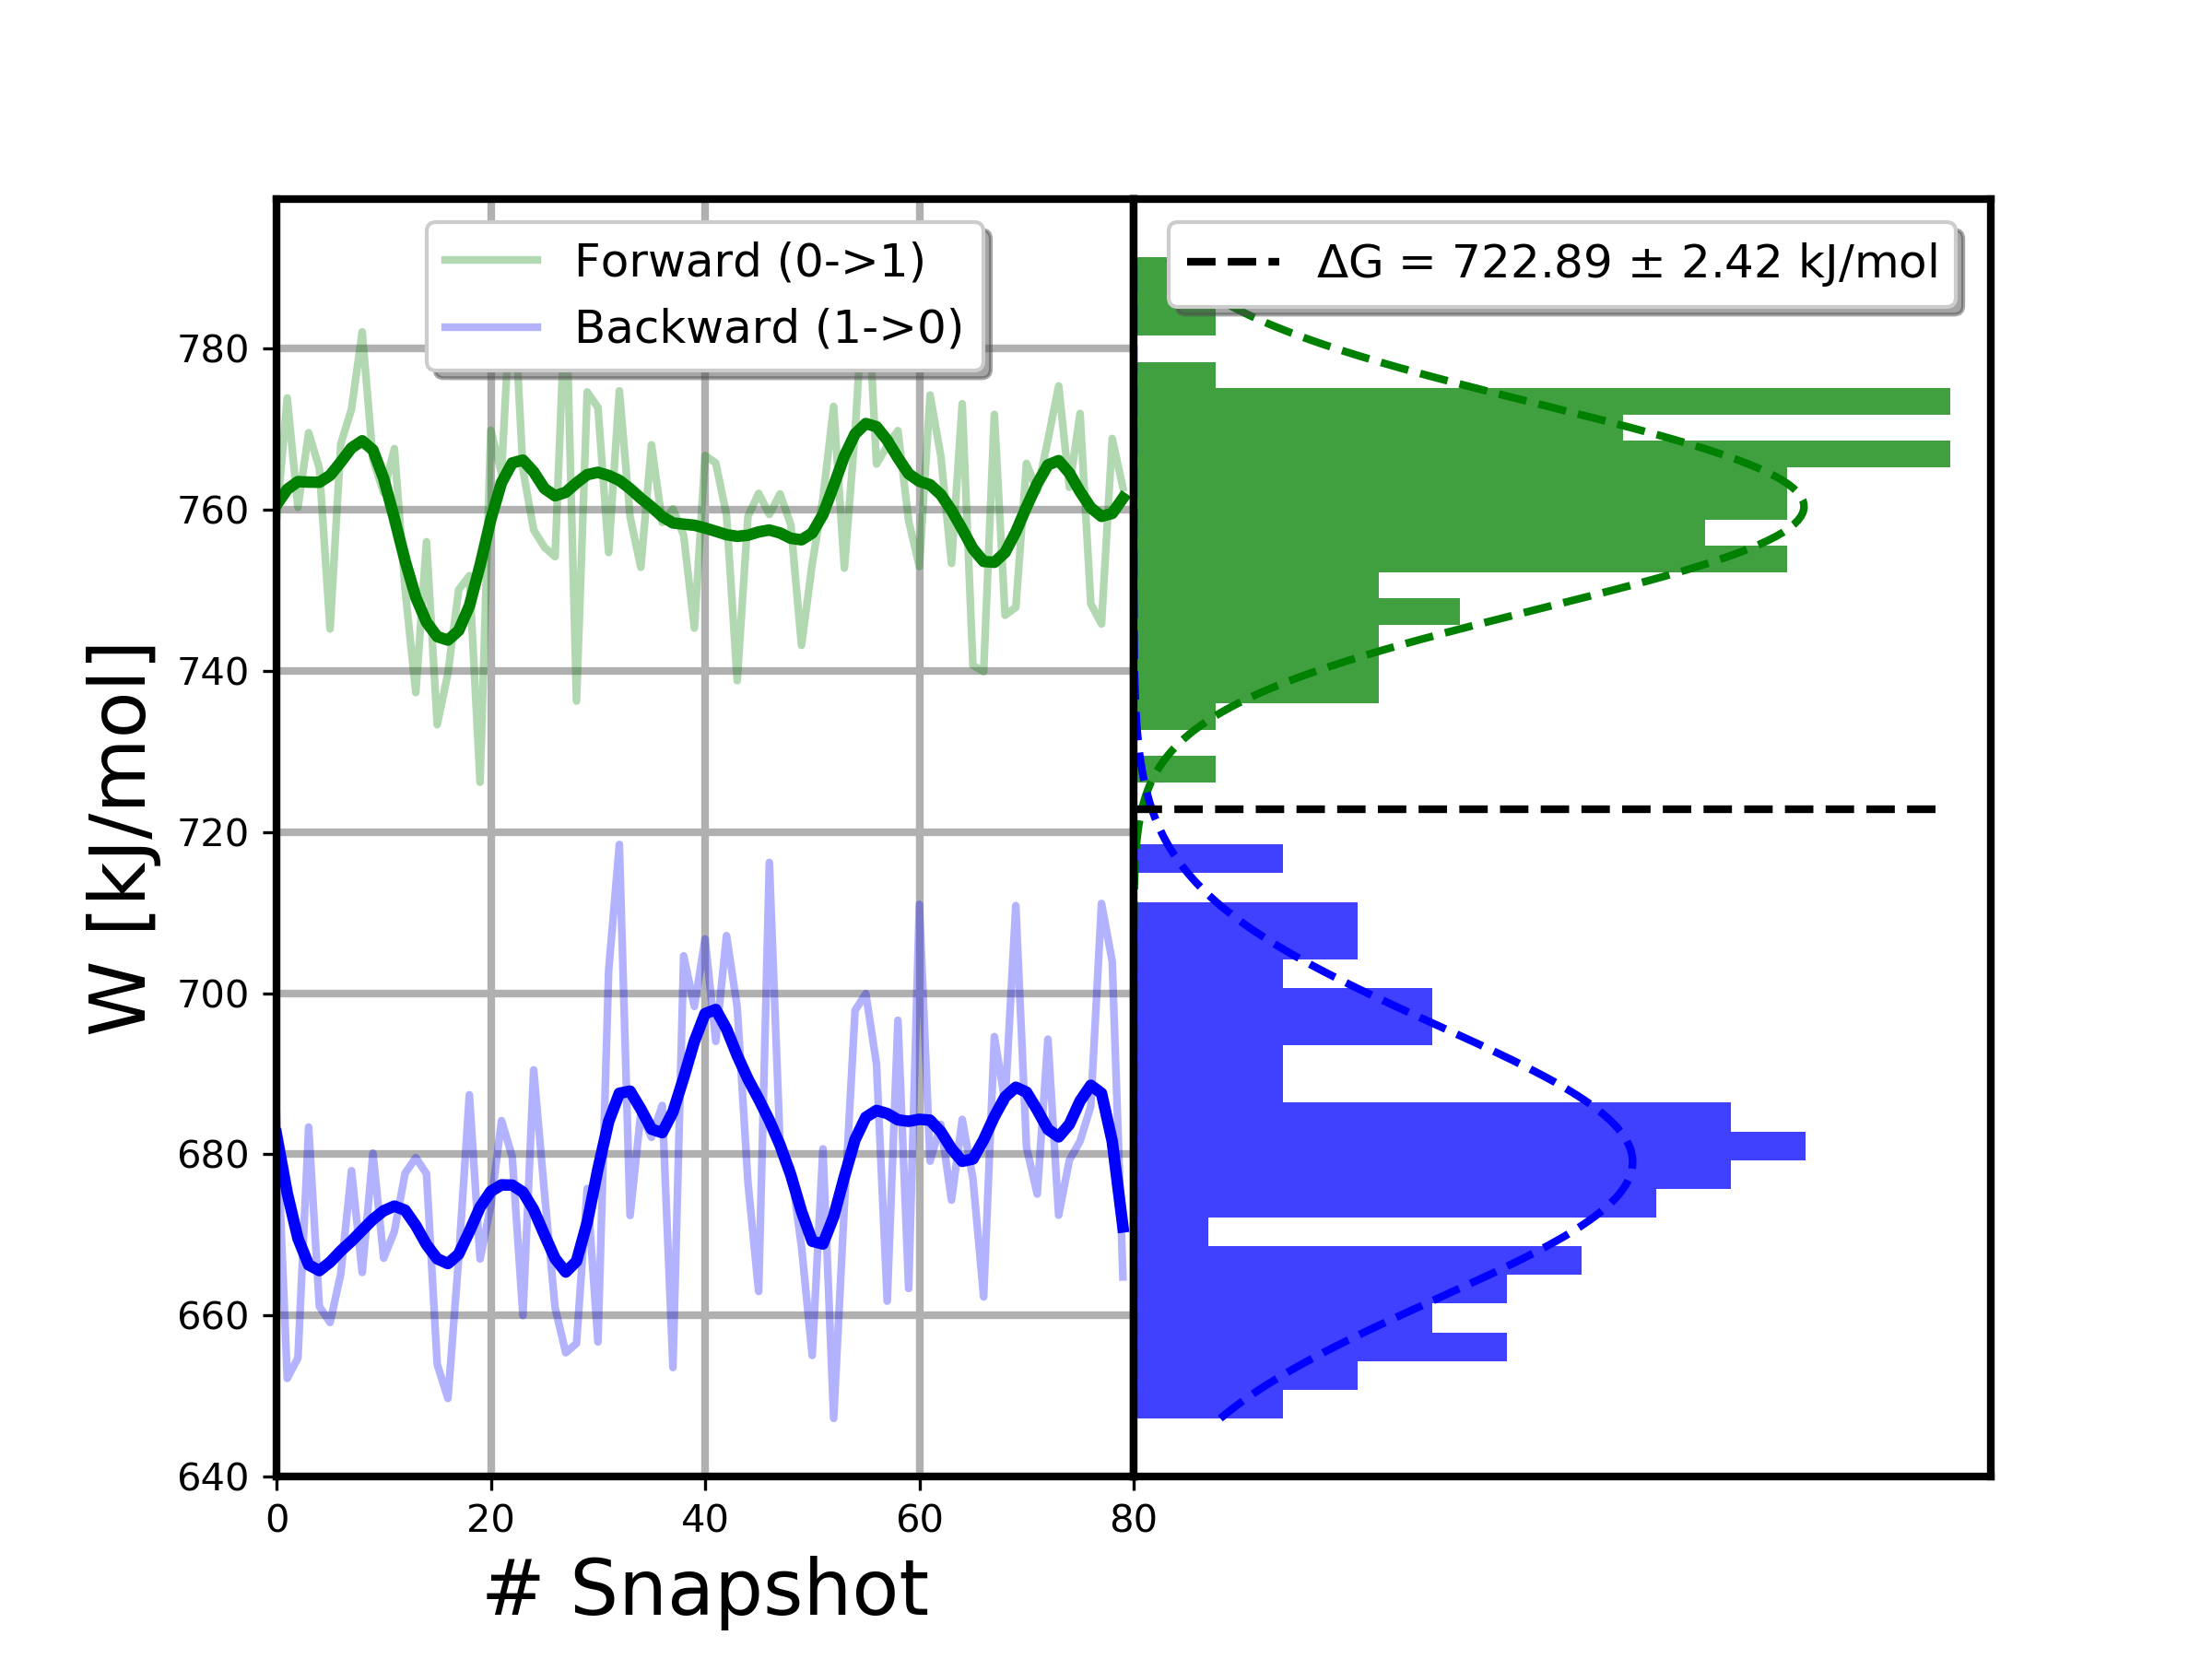 Forward (0->1)
Backward (1->0)
ΔG = 722.89 ± 2.42 kJ/mol
W [kJ/mol]
780
760
740
720
700
680
660
640
0 20 40 60 80
# Snapshot